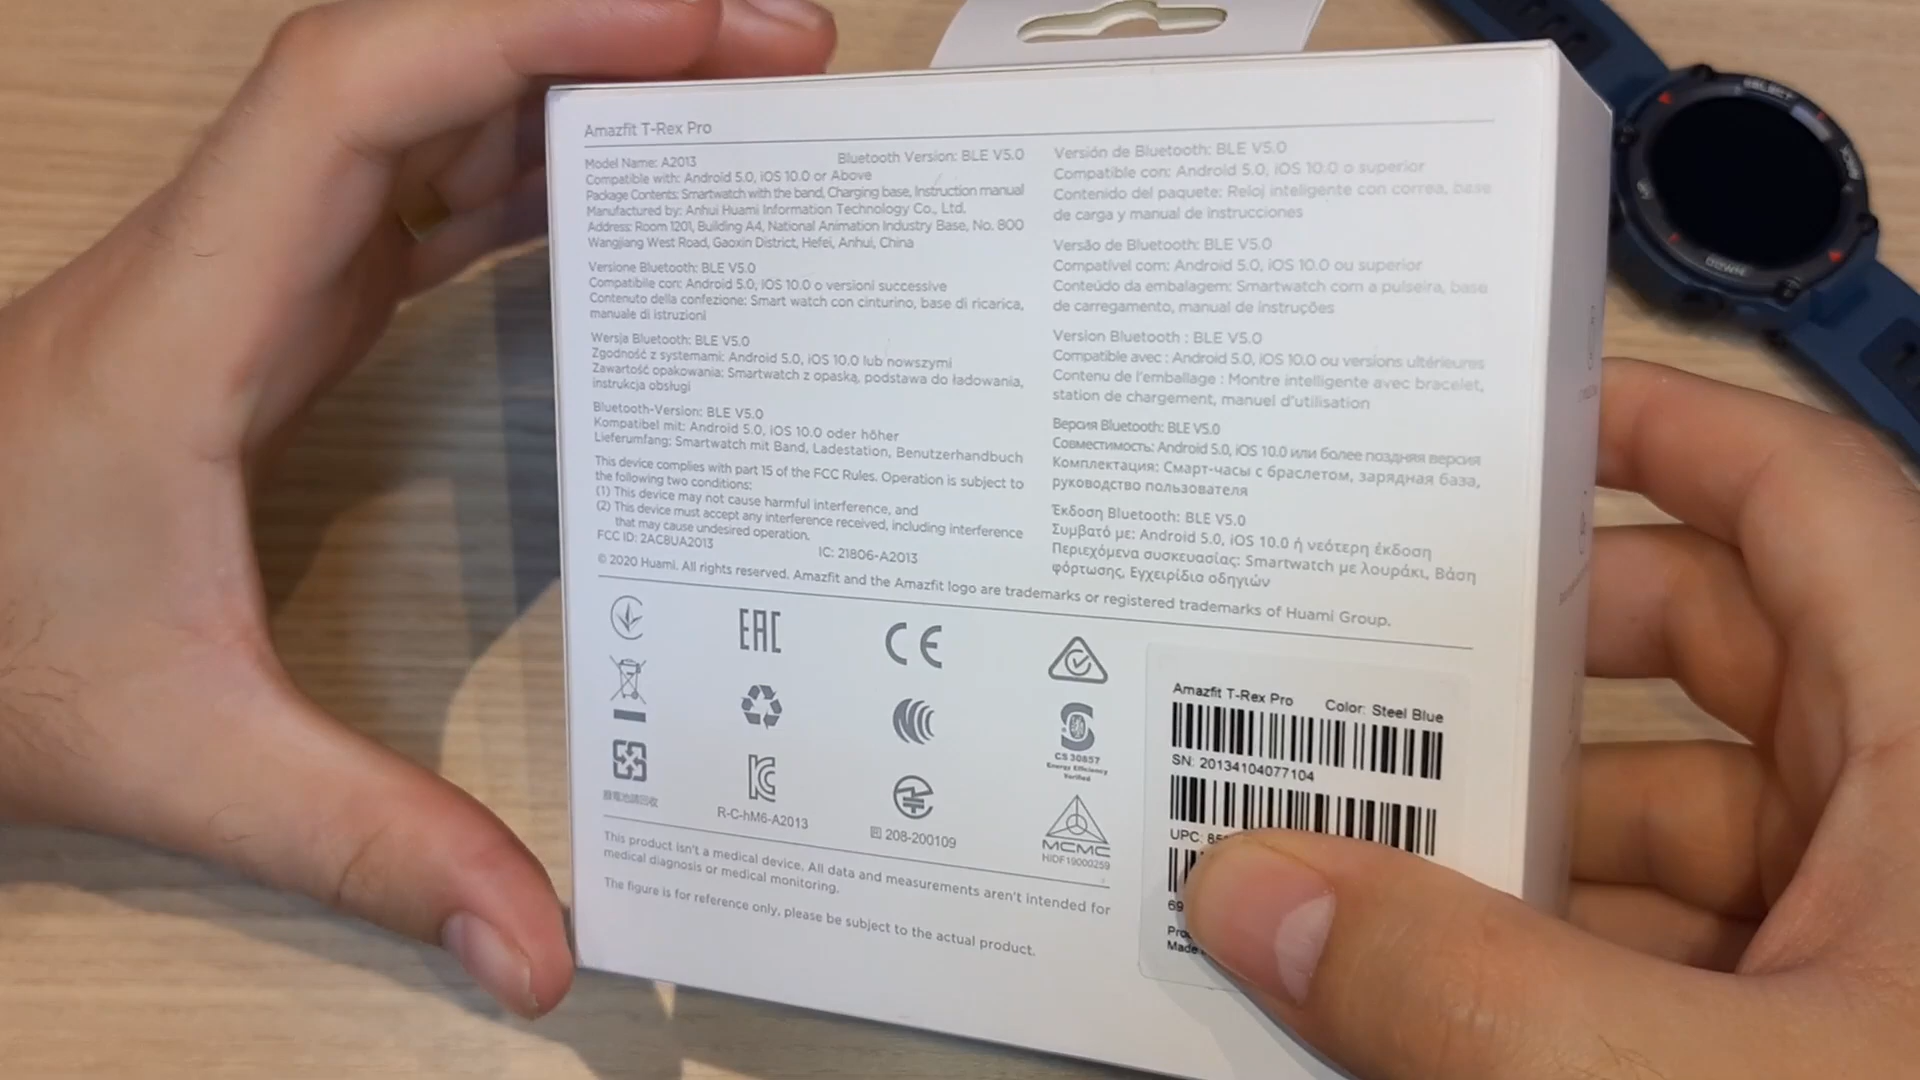 Amazfit T-Rex Pro
Model Name: A2013
Bluetooth Version: BLE V5.0
Compatible with: Android 5.0, iOS 10.0 or Above
Package Contents: Smartwatch with the band, Charging base, Instruction manual
Manufactured by: Anhui Huami Information Technology Co., Ltd.
Address: Room 1201, Building A4, National Animation Industry Base, No. 800
Wangjiang West Road, Gaoxin District, Hefei, Anhui, China
Versione Bluetooth: BLE V5.0
Compatibile con: Android 5.0, iOS 10.0 o versioni successive
Contenuto della confezione: Smart watch con cinturino, base di ricarica,
manuale di istruzioni
Wersja Bluetooth: BLE V5.0
Zgodność z systemami: Android 5.0, iOS 10.0 lub nowszymi
Zawartość opakowania: Smartwatch z opaską, podstawa do ładowania,
instrukcja obsługi
Bluetooth-Version: BLE V5.0
Kompatibel mit: Android 5.0, iOS 10.0 oder höher
Lieferumfang: Smartwatch mit Band, Ladestation, Benutzerhandbuch
This device complies with part 15 of the FCC Rules. Operation is subject to
the following two conditions:
(1) This device may not cause harmful interference, and
(2) This device must accept any interference received, including interference
that may cause undesired operation.
FCC ID: 2AC8UA2013
IC: 21806-A2013
© 2020 Huami. All rights reserved. Amazfit and the Amazfit logo are trademarks or registered trademarks of Huami Group.
Versión de Bluetooth: BLE V5.0
Compatible con: Android 5.0, iOS 10.0 o superior
Contenido del paquete: Reloj inteligente con correa, base
de carga y manual de instrucciones
Versão de Bluetooth: BLE V5.0
Compatível com: Android 5.0, iOS 10.0 ou superior
Conteúdo da embalagem: Smartwatch com a pulseira, base
de carregamento, manual de instruções
Version Bluetooth : BLE V5.0
Compatible avec : Android 5.0, iOS 10.0 ou versions ultérieures
Contenu de l'emballage : Montre intelligente avec bracelet,
station de chargement, manuel d'utilisation
Версия Bluetooth: BLE V5.0
Совместимость: Android 5.0, iOS 10.0 или более поздняя версия
Комплектация: Смарт-часы с браслетом, зарядная база,
руководство пользователя
Έκδοση Bluetooth: BLE V5.0
Συμβατό με: Android 5.0, iOS 10.0 ή νεότερη έκδοση
Περιεχόμενα συσκευασίας: Smartwatch με λουράκι, Βάση
φόρτωσης, Εγχειρίδια οδηγιών
EAC
CE
CS 30857
Energy Efficiency
Verified
廢電池請回收
R-C-hM6-A2013
208-200109
MCMC
HIDF19000259
This product isn't a medical device. All data and measurements aren't intended for
medical diagnosis or medical monitoring.
The figure is for reference only, please be subject to the actual product.
Amazfit T-Rex Pro
Color: Steel Blue
SN: 20134104077104
UPC: 85
69
Made
SELECT
BACK
DOWN